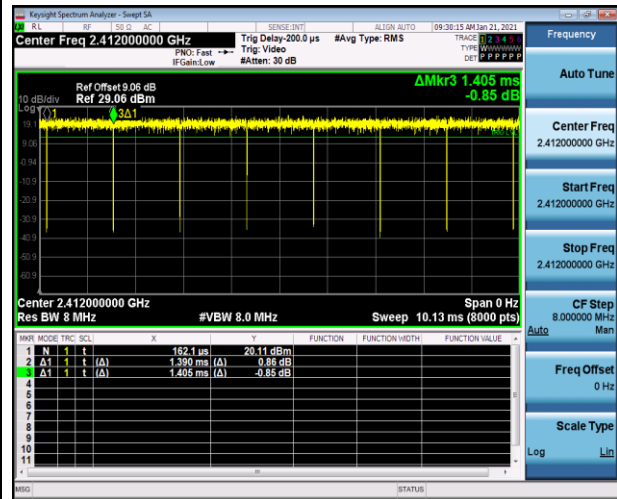 Keysight Spectrum Analyzer - Swept SA
RL RF 50 Ω AC SENSE:INT ALIGN AUTO 09:30:15 AM Jan 21, 2021
Center Freq 2.412000000 GHz
PNO: Fast
IFGain:Low
Trig Delay-200.0 µs
Trig: Video
#Atten: 30 dB
#Avg Type: RMS
TRACE 1 2 3 4 5 6
TYPE WWWWWW
DET P P P P P P
Frequency
Auto Tune
Center Freq
2.412000000 GHz
Start Freq
2.412000000 GHz
Stop Freq
2.412000000 GHz
CF Step
8.000000 MHz
Auto Man
Freq Offset
0 Hz
Scale Type
Log Lin
ΔMkr3 1.405 ms
-0.85 dB
Ref Offset 9.06 dB
10 dB/div Ref 29.06 dBm
Log
1 3Δ1
19.1
9.06
-0.94
-10.9
-20.9
-30.9
-40.9
-50.9
-60.9
Center 2.412000000 GHz Span 0 Hz
Res BW 8 MHz #VBW 8.0 MHz Sweep 10.13 ms (8000 pts)
MKR MODE TRC SCL X Y FUNCTION FUNCTION WIDTH FUNCTION VALUE
1 N 1 t 162.1 µs 20.11 dBm
2 Δ1 1 t (Δ) 1.390 ms (Δ) 0.86 dB
3 Δ1 1 t (Δ) 1.405 ms (Δ) -0.85 dB
4
5
6
7
8
9
10
11
MSG STATUS